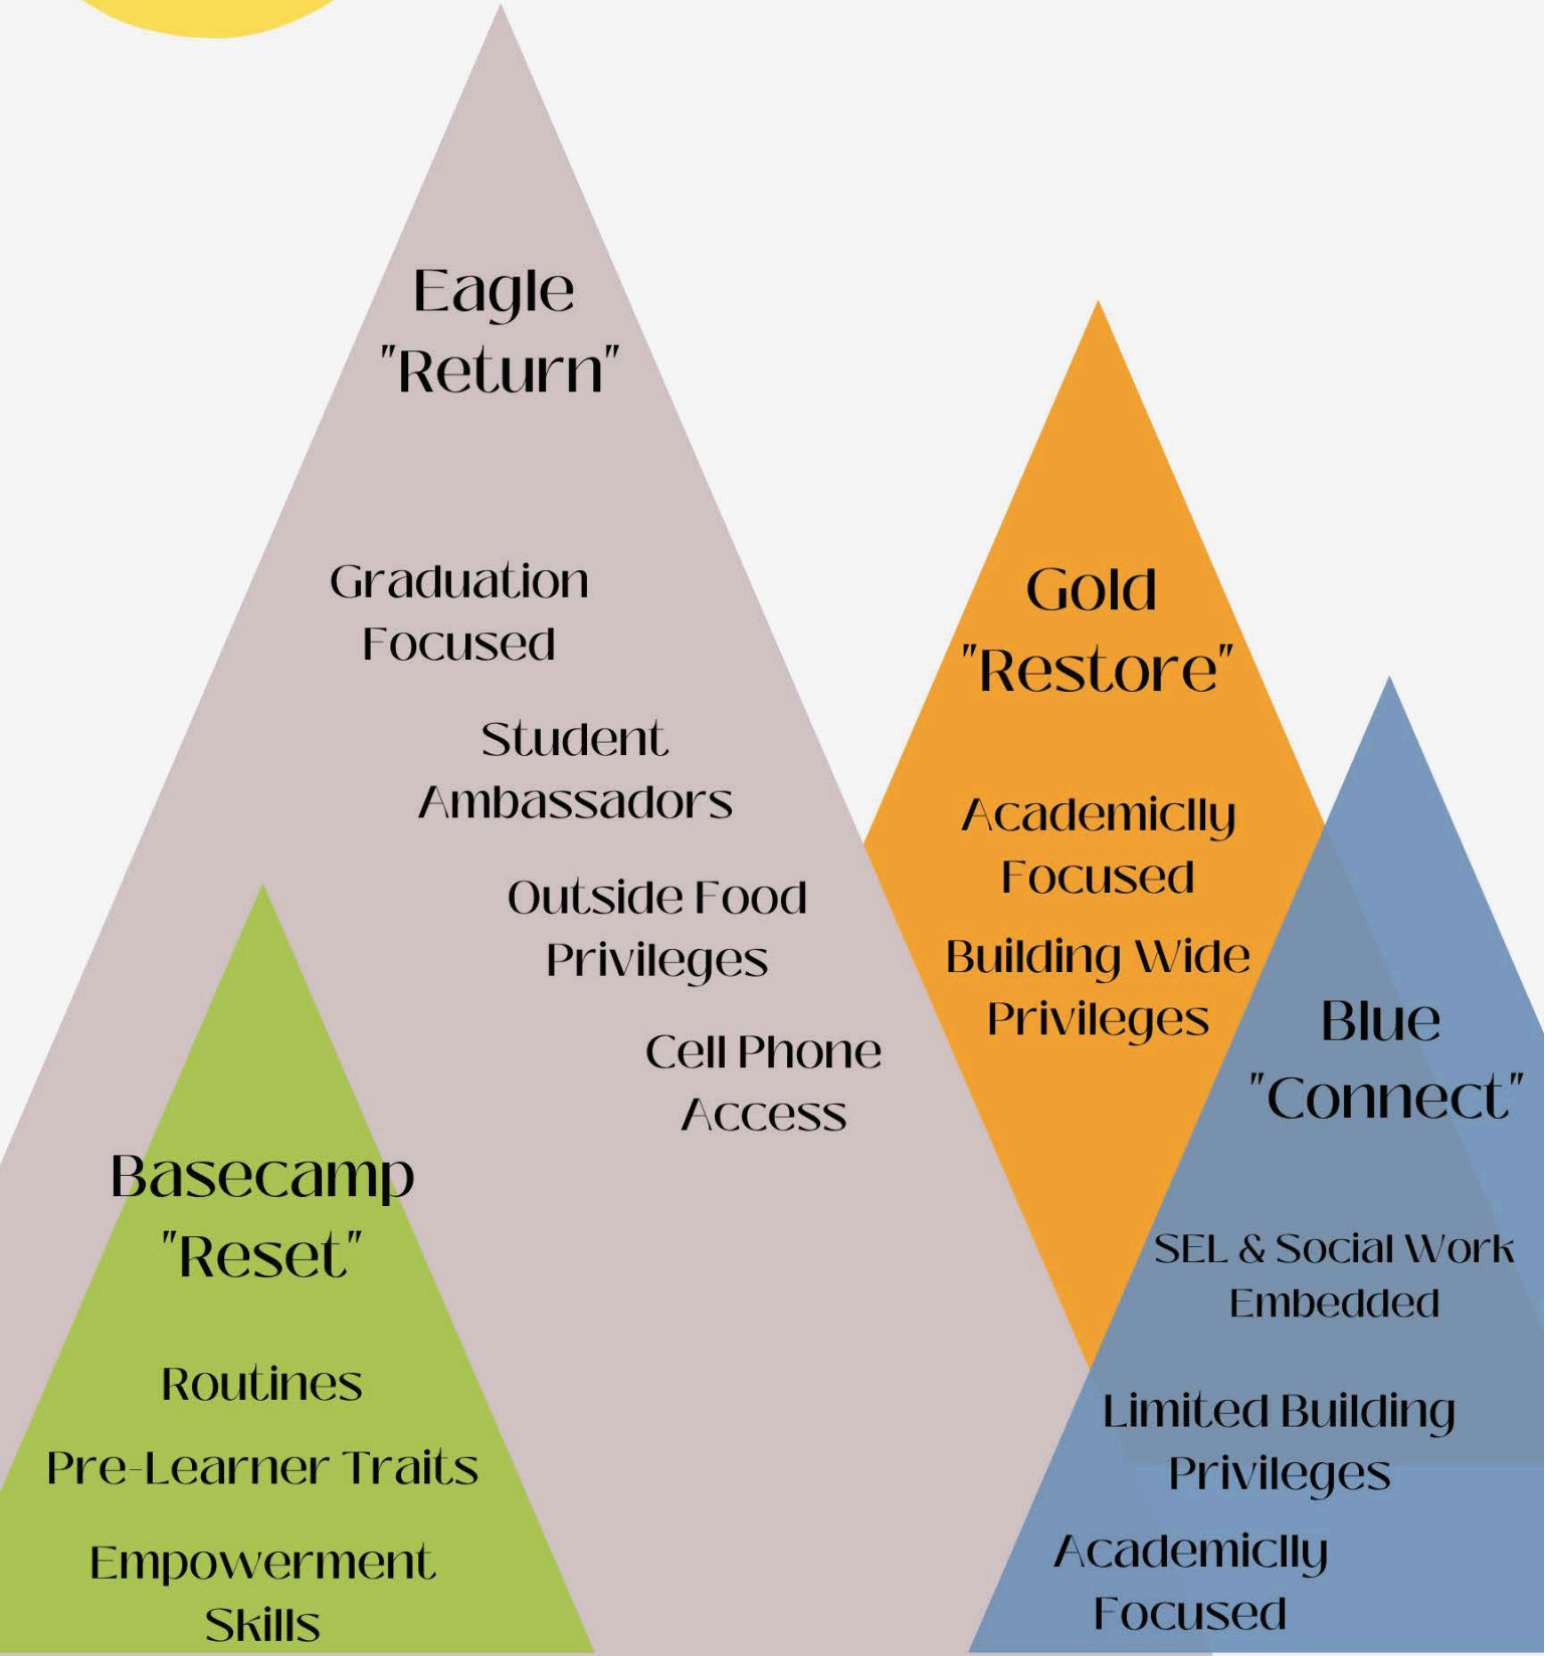 Eagle
"Return"
Graduation
Focused
Student
Ambassadors
Outside Food
Privileges
Cell Phone
Access
Gold
"Restore"
Academiclly
Focused
Building Wide
Privileges
Blue
"Connect"
SEL & Social Work
Embedded
Limited Building
Privileges
Academiclly
Focused
Basecamp
"Reset"
Routines
Pre-Learner Traits
Empowerment
Skills